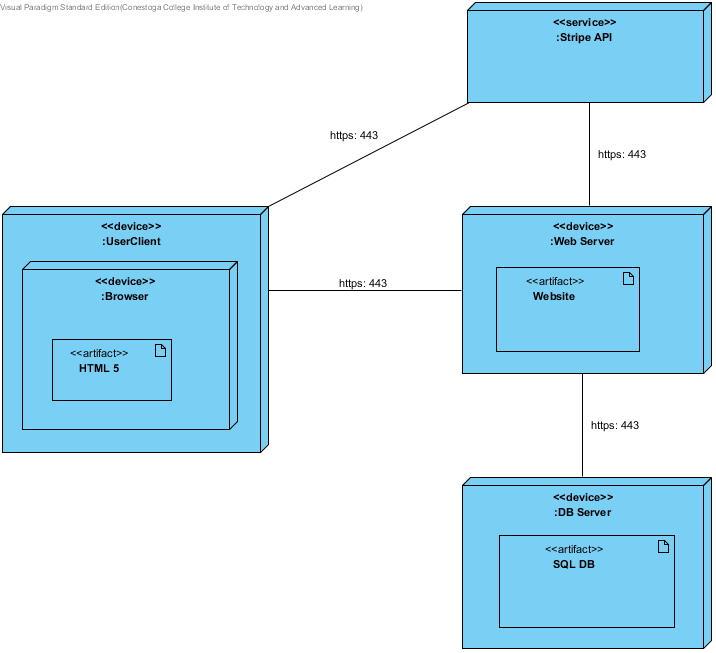 Visual Paradigm Standard Edition(Conestoga College Institute of Technology and Advanced Learning)
<<service>>
:Stripe API
https: 443
https: 443
<<device>>
:UserClient
<<device>>
:Browser
<<artifact>>
HTML 5
https: 443
<<device>>
:Web Server
<<artifact>>
Website
https: 443
<<device>>
:DB Server
<<artifact>>
SQL DB